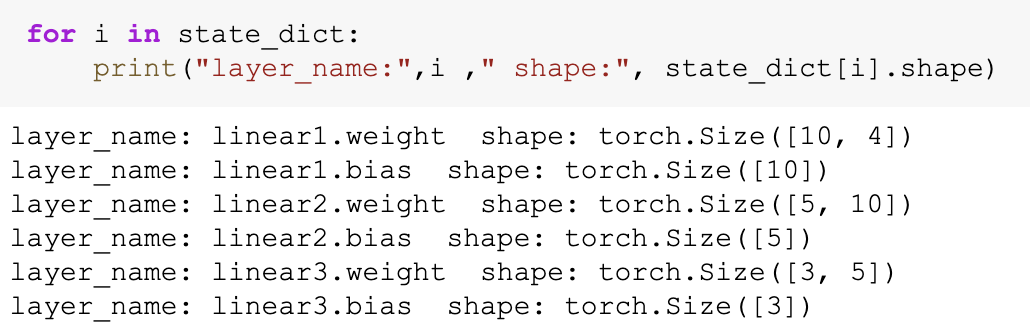 for i in state_dict:
    print("layer_name:",i ," shape:", state_dict[i].shape)
layer_name: linear1.weight  shape: torch.Size([10, 4])
layer_name: linear1.bias  shape: torch.Size([10])
layer_name: linear2.weight  shape: torch.Size([5, 10])
layer_name: linear2.bias  shape: torch.Size([5])
layer_name: linear3.weight  shape: torch.Size([3, 5])
layer_name: linear3.bias  shape: torch.Size([3])